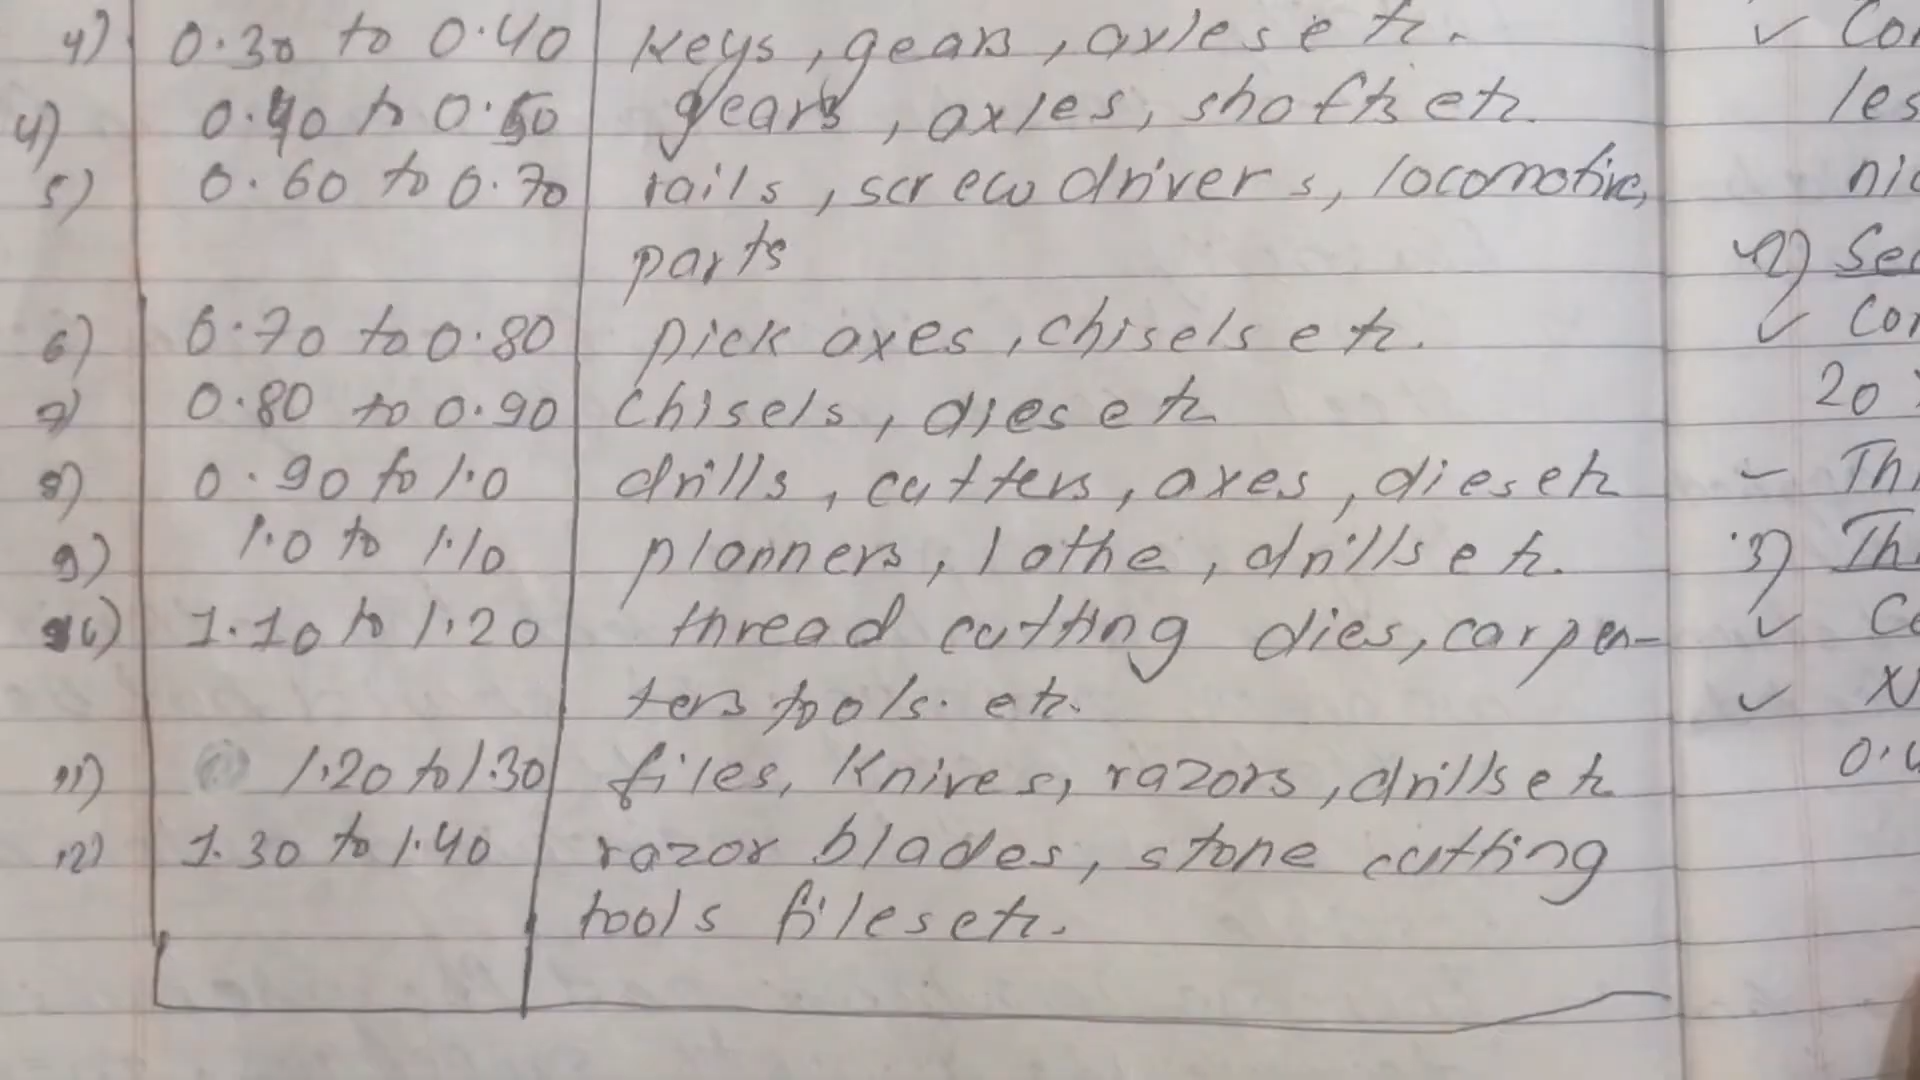 4) 0.30 to 0.40 keys, gears, axles etc.
4) 0.40 to 0.50 gears, axles, shafts etc
5) 0.60 to 0.70 rails, screw drivers, locomotive,
parts
6) 0.70 to 0.80 pick axes, chisels etc.
7) 0.80 to 0.90 chisels, dies etc
8) 0.90 to 1.0 drills, cutters, axes, dies etc
9) 1.0 to 1.10 planners, lathe, drills etc.
10) 1.10 to 1.20 thread cutting dies, carpen-
ters tools. etc.
11) 1.20 to 1.30 files, knives, razors, drills etc
12) 1.30 to 1.40 razor blades, stone cutting
tools files etc.
2)
20
3)